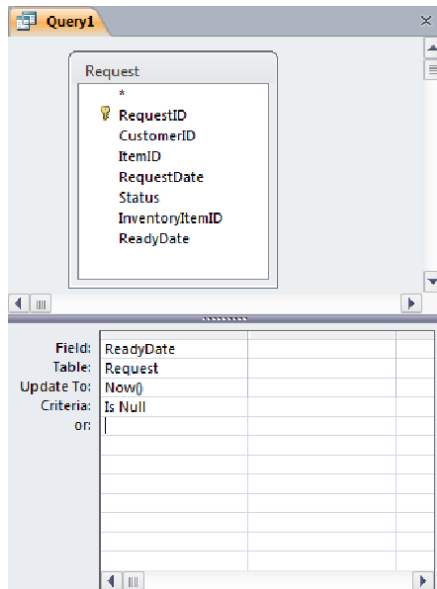 Query1
Request
*
RequestID
CustomerID
ItemID
RequestDate
Status
InventoryItemID
ReadyDate
Field: ReadyDate
Table: Request
Update To: Now()
Criteria: Is Null
or: